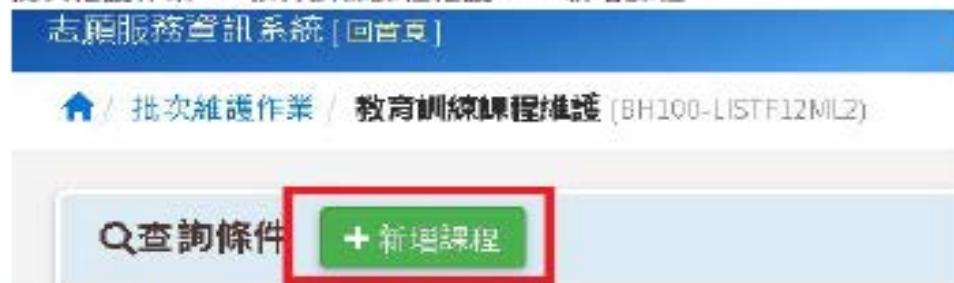 志願服務資訊系統 [回首頁]
/ 批次維護作業 / 教育訓練課程維護 (BH100-LISTF12ML2)
查詢條件 + 新增課程